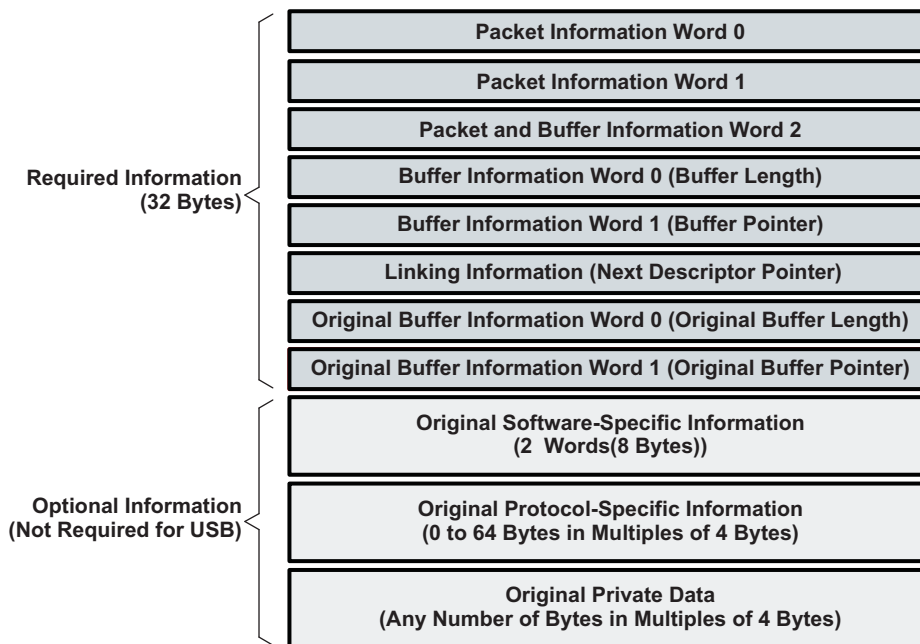 Packet Information Word 0
Packet Information Word 1
Packet and Buffer Information Word 2
Required Information
(32 Bytes)
Buffer Information Word 0 (Buffer Length)
Buffer Information Word 1 (Buffer Pointer)
Linking Information (Next Descriptor Pointer)
Original Buffer Information Word 0 (Original Buffer Length)
Original Buffer Information Word 1 (Original Buffer Pointer)
Original Software-Specific Information
(2 Words(8 Bytes))
Optional Information
(Not Required for USB)
Original Protocol-Specific Information
(0 to 64 Bytes in Multiples of 4 Bytes)
Original Private Data
(Any Number of Bytes in Multiples of 4 Bytes)